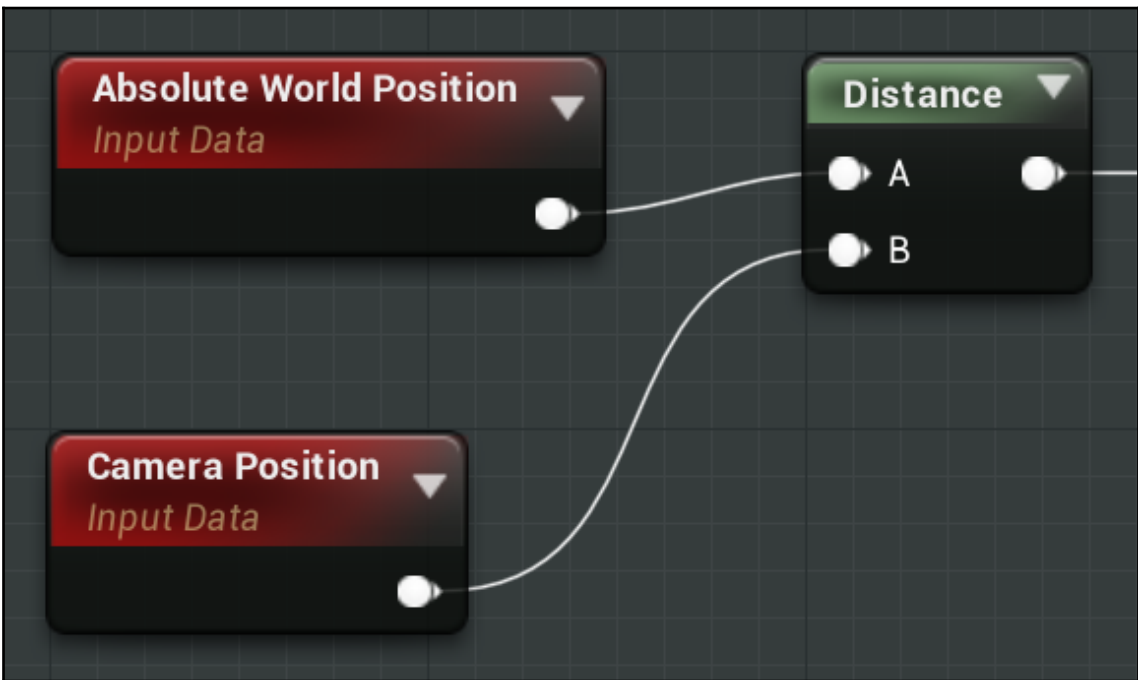 Absolute World Position
Input Data
Distance
A
B
Camera Position
Input Data